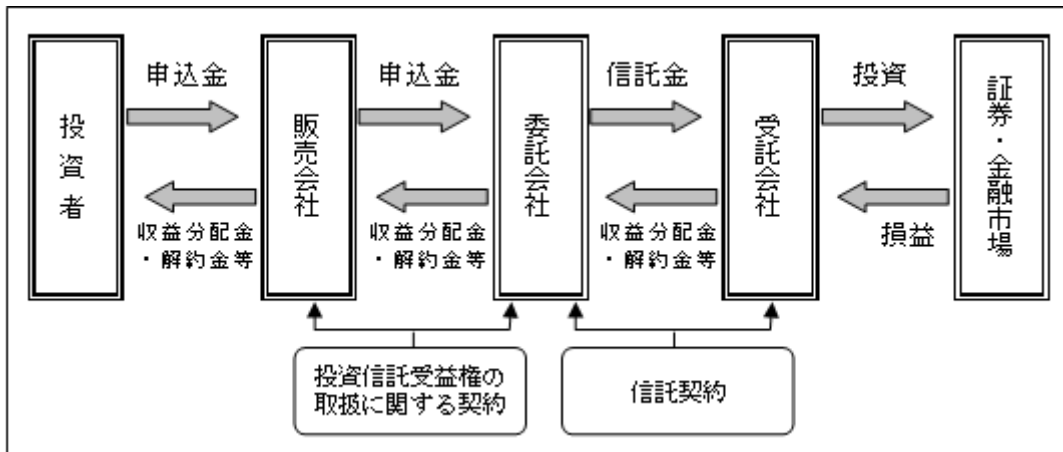 申込金
申込金
信託金
投資
投資者
販売会社
委託会社
受託会社
証券・金融市場
収益分配金
・解約金等
収益分配金
・解約金等
収益分配金
・解約金等
損益
投資信託受益権の
取扱に関する契約
信託契約